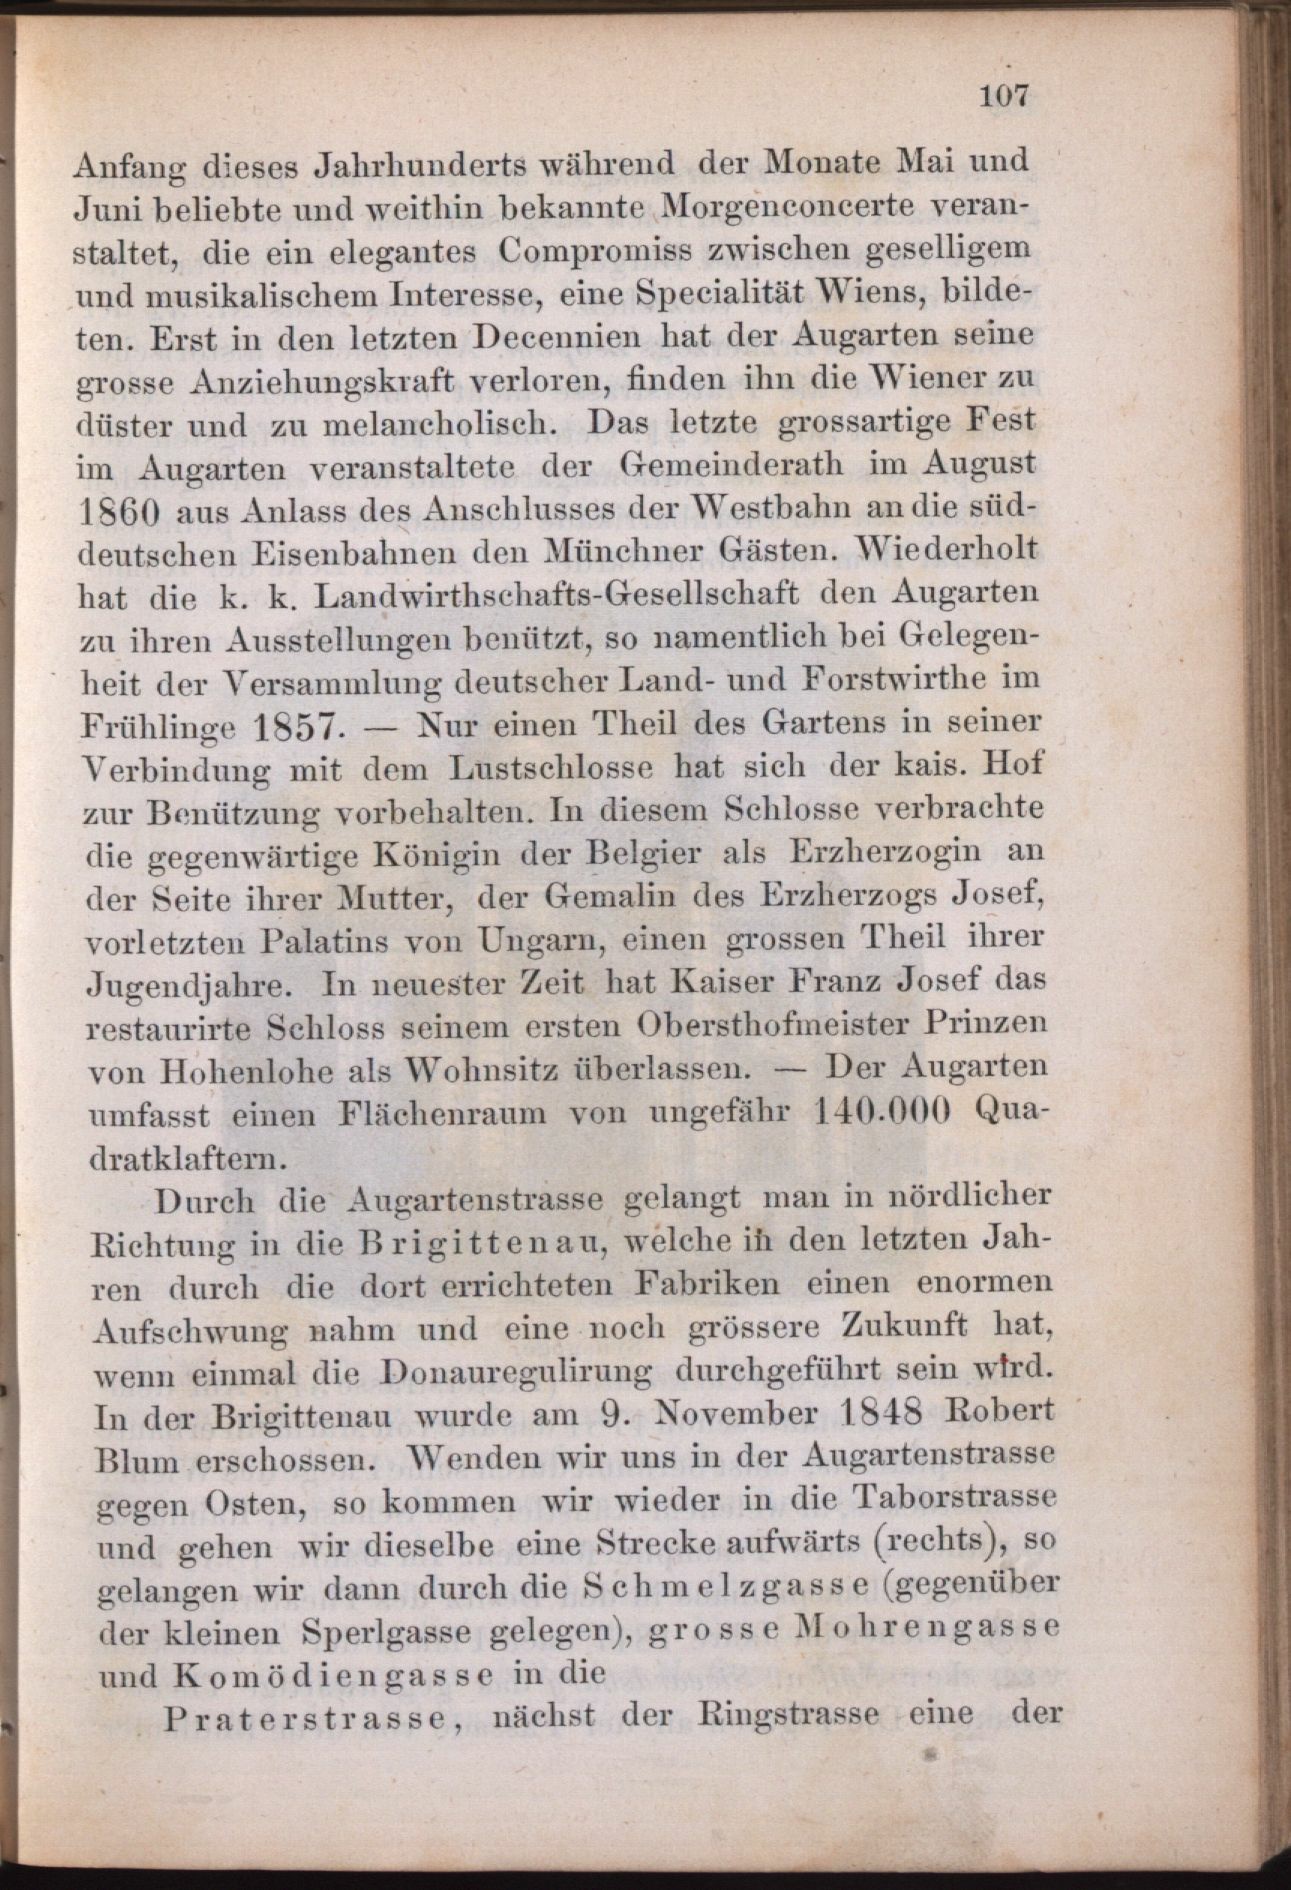 107
Anfang dieses Jahrhunderts während der Monate Mai und
Juni beliebte und weithin bekannte Morgenconcerte veran-
staltet, die ein elegantes Compromiss zwischen geselligem
und musikalischem Interesse, eine Specialität Wiens, bilde-
ten. Erst in den letzten Decennien hat der Augarten seine
grosse Anziehungskraft verloren, finden ihn die Wiener zu
düster und zu melancholisch. Das letzte grossartige Fest
im Augarten veranstaltete der Gemeinderath im August
1860 aus Anlass des Anschlusses der Westbahn an die süd-
deutschen Eisenbahnen den Münchner Gästen. Wiederholt
hat die k. k. Landwirthschafts-Gesellschaft den Augarten
zu ihren Ausstellungen benützt, so namentlich bei Gelegen-
heit der Versammlung deutscher Land- und Forstwirthe im
Frühlinge 1857. — Nur einen Theil des Gartens in seiner
Verbindung mit dem Lustschlosse hat sich der kais. Hof
zur Benützung vorbehalten. In diesem Schlosse verbrachte
die gegenwärtige Königin der Belgier als Erzherzogin an
der Seite ihrer Mutter, der Gemalin des Erzherzogs Josef,
vorletzten Palatins von Ungarn, einen grossen Theil ihrer
Jugendjahre. In neuester Zeit hat Kaiser Franz Josef das
restaurirte Schloss seinem ersten Obersthofmeister Prinzen
von Hohenlohe als Wohnsitz überlassen. — Der Augarten
umfasst einen Flächenraum von ungefähr 140.000 Qua-
dratklaftern.
Durch die Augartenstrasse gelangt man in nördlicher
Richtung in die Brigittenau, welche in den letzten Jah-
ren durch die dort errichteten Fabriken einen enormen
Aufschwung nahm und eine noch grössere Zukunft hat,
wenn einmal die Donauregulirung durchgeführt sein wird.
In der Brigittenau wurde am 9. November 1848 Robert
Blum erschossen. Wenden wir uns in der Augartenstrasse
gegen Osten, so kommen wir wieder in die Taborstrasse
und gehen wir dieselbe eine Strecke aufwärts (rechts), so
gelangen wir dann durch die Schmelzgasse (gegenüber
der kleinen Sperlgasse gelegen), grosse Mohrengasse
und Komödiengasse in die
Praterstrasse, nächst der Ringstrasse eine der